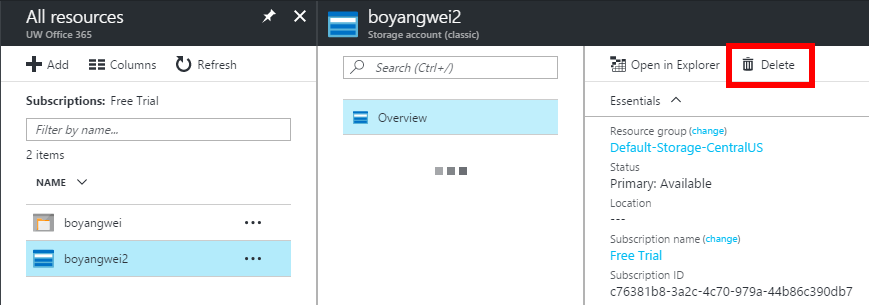 All resources
UW Office 365
Add Columns Refresh
Subscriptions: Free Trial
Filter by name...
2 items
NAME
boyangwei ...
boyangwei2 ...
boyangwei2
Storage account (classic)
Search (Ctrl+/)
Overview
Open in Explorer Delete
Essentials
Resource group (change)
Default-Storage-CentralUS
Status
Primary: Available
Location
---
Subscription name (change)
Free Trial
Subscription ID
c76381b8-3a2c-4c70-979a-44b86c390db7